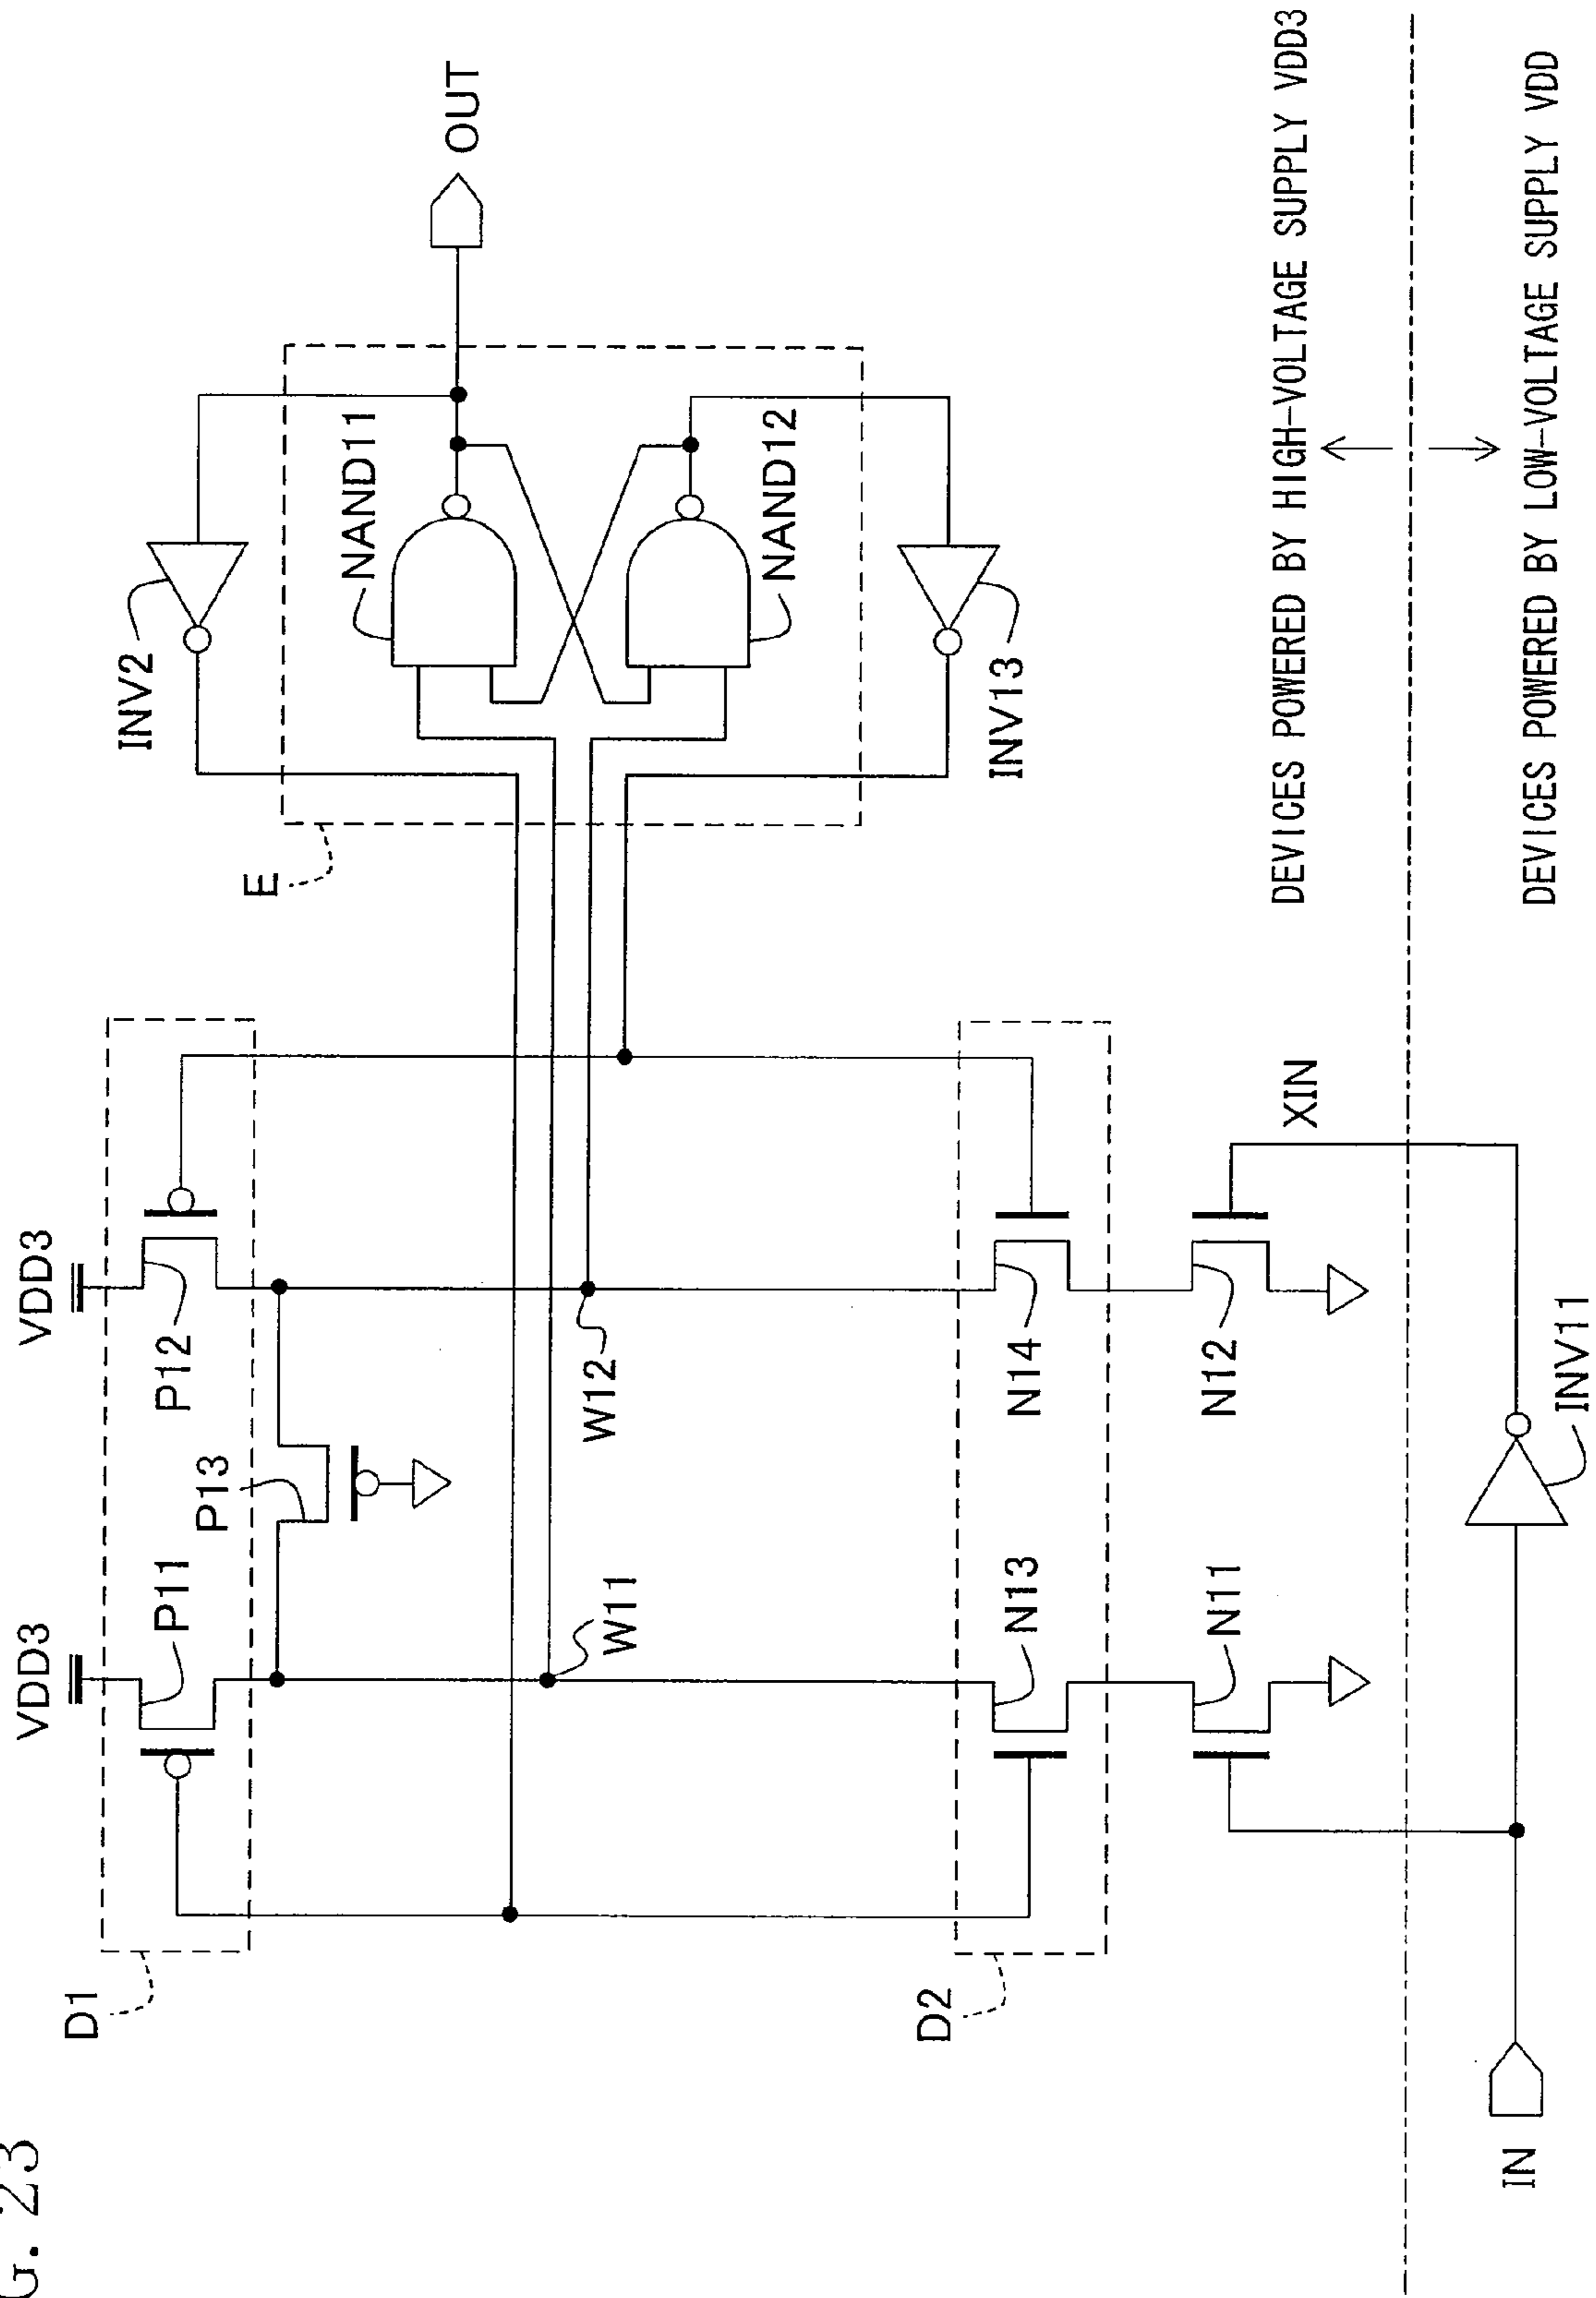 G. 23
D1
VDD3
P11
P13
VDD3
P12
W11
W12
D2
N13
N14
N11
N12
XIN
IN
INV11
E
INV2
NAND11
NAND12
INV13
OUT
DEVICES POWERED BY HIGH-VOLTAGE SUPPLY VDD3
DEVICES POWERED BY LOW-VOLTAGE SUPPLY VDD